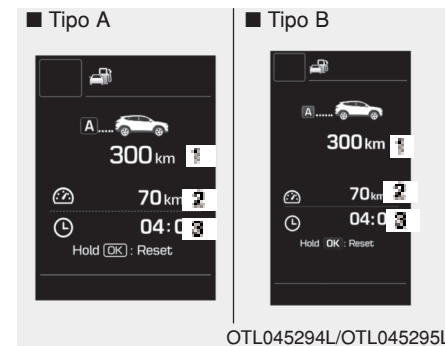 ■ Tipo A
A
300 km 1
70 km 2
04:0 3
Hold OK : Reset
■ Tipo B
A
300 km 1
70 km 2
04:0 3
Hold OK : Reset
OTL045294L/OTL045295L